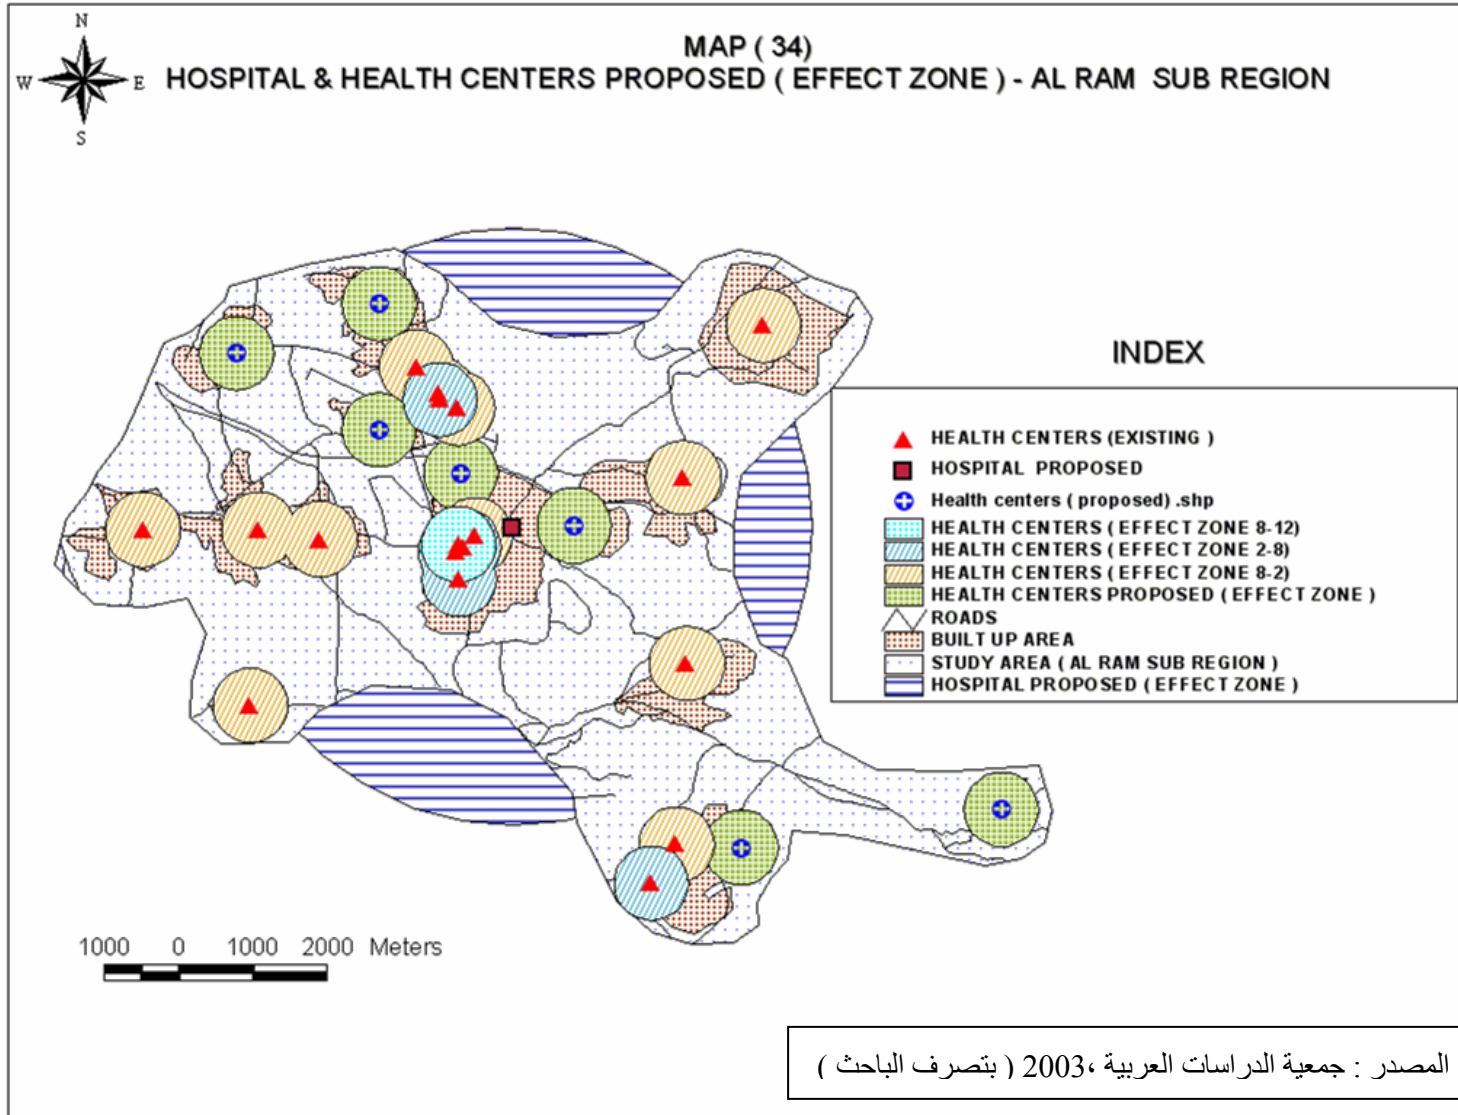 N
MAP ( 34)
W E HOSPITAL & HEALTH CENTERS PROPOSED ( EFFECT ZONE ) - AL RAM SUB REGION
S
INDEX
HEALTH CENTERS (EXISTING )
HOSPITAL PROPOSED
Health centers ( proposed) .shp
HEALTH CENTERS ( EFFECT ZONE 8-12)
HEALTH CENTERS ( EFFECT ZONE 2-8)
HEALTH CENTERS ( EFFECT ZONE 8-2)
HEALTH CENTERS PROPOSED ( EFFECT ZONE )
ROADS
BUILT UP AREA
STUDY AREA ( AL RAM SUB REGION )
HOSPITAL PROPOSED ( EFFECT ZONE )
1000 0 1000 2000 Meters
المصدر : جمعية الدراسات العربية ،2003 ( بتصرف الباحث )